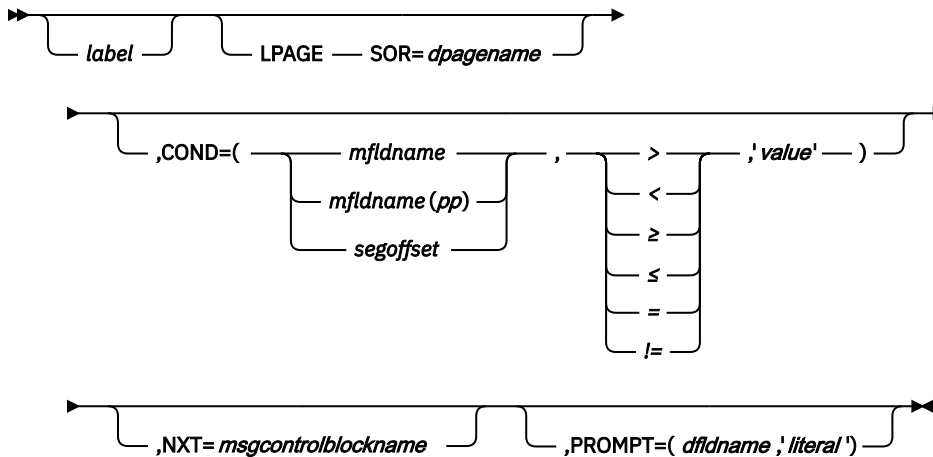 label LPAGE SOR= dpagename
,COND=( mfldname , > ,' value ' )
mfldname (pp) <
segoffset ≥
≤
=
!=
,NXT= msgcontrolblockname ,PROMPT=( dfldname ,' literal ')